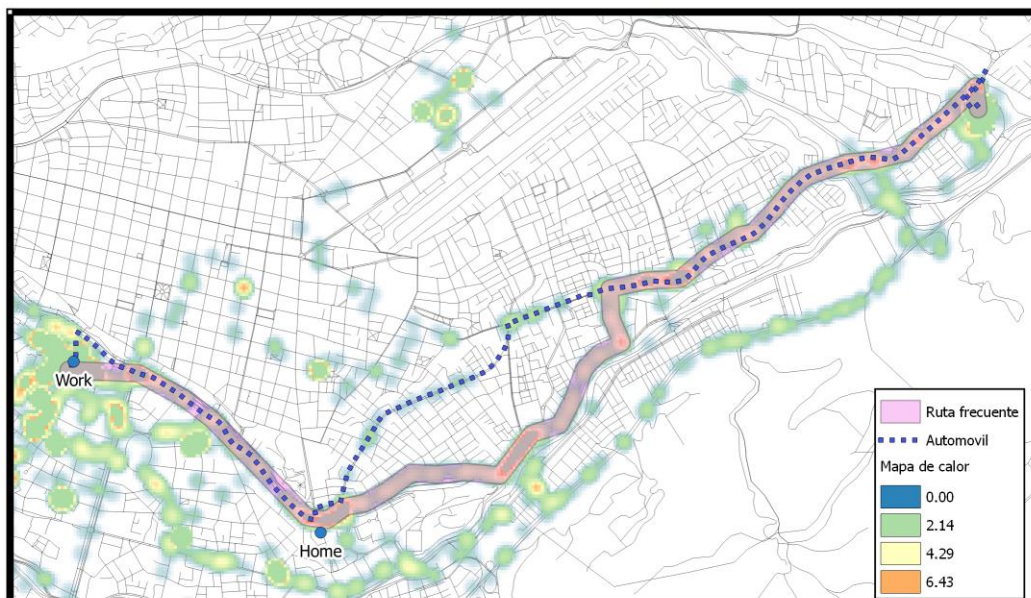 Work
Home
Ruta frecuente
Automovil
Mapa de calor
0.00
2.14
4.29
6.43